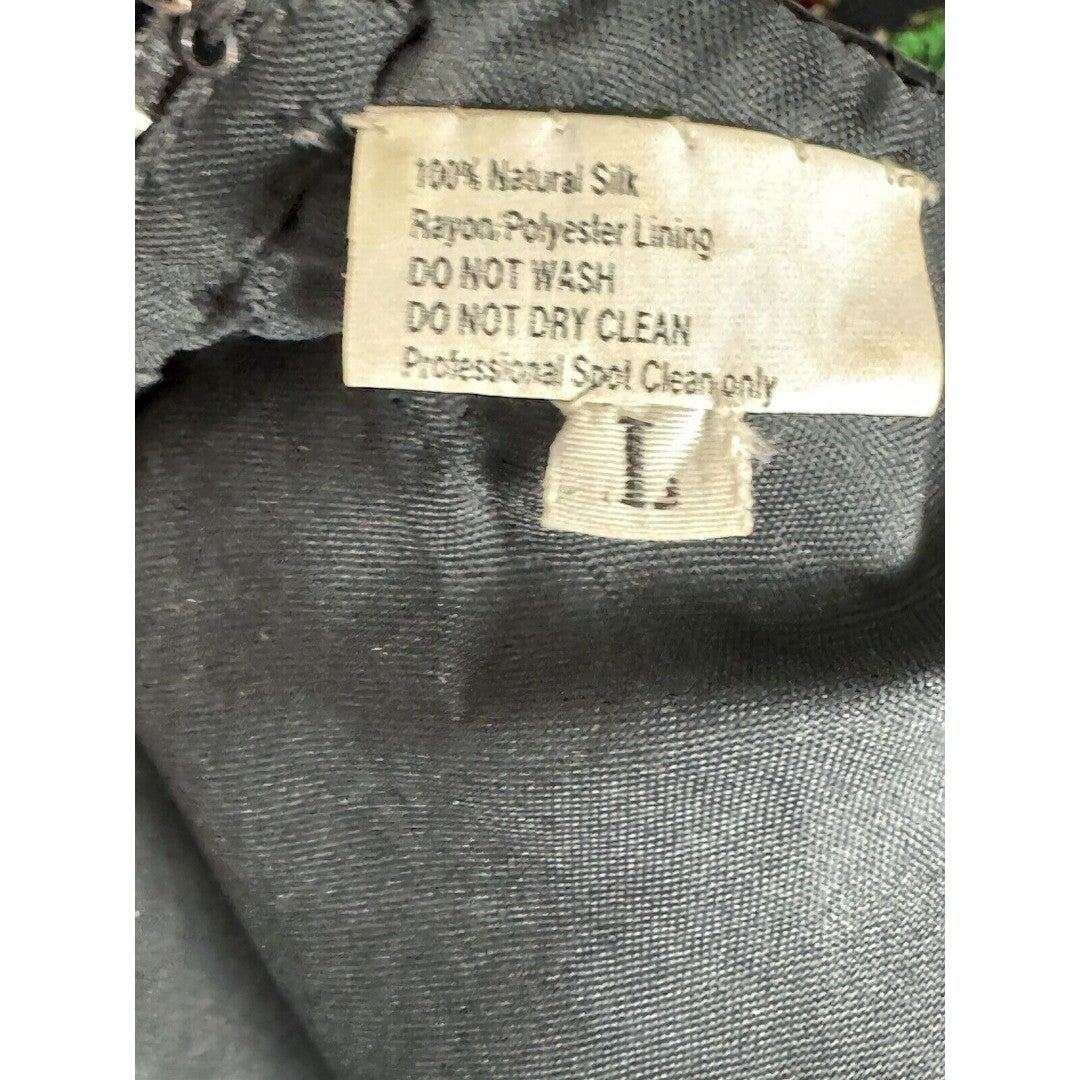 100% Natural Silk
Rayon/Polyester Lining
DO NOT WASH
DO NOT DRY CLEAN
Professional Spot Clean only
L